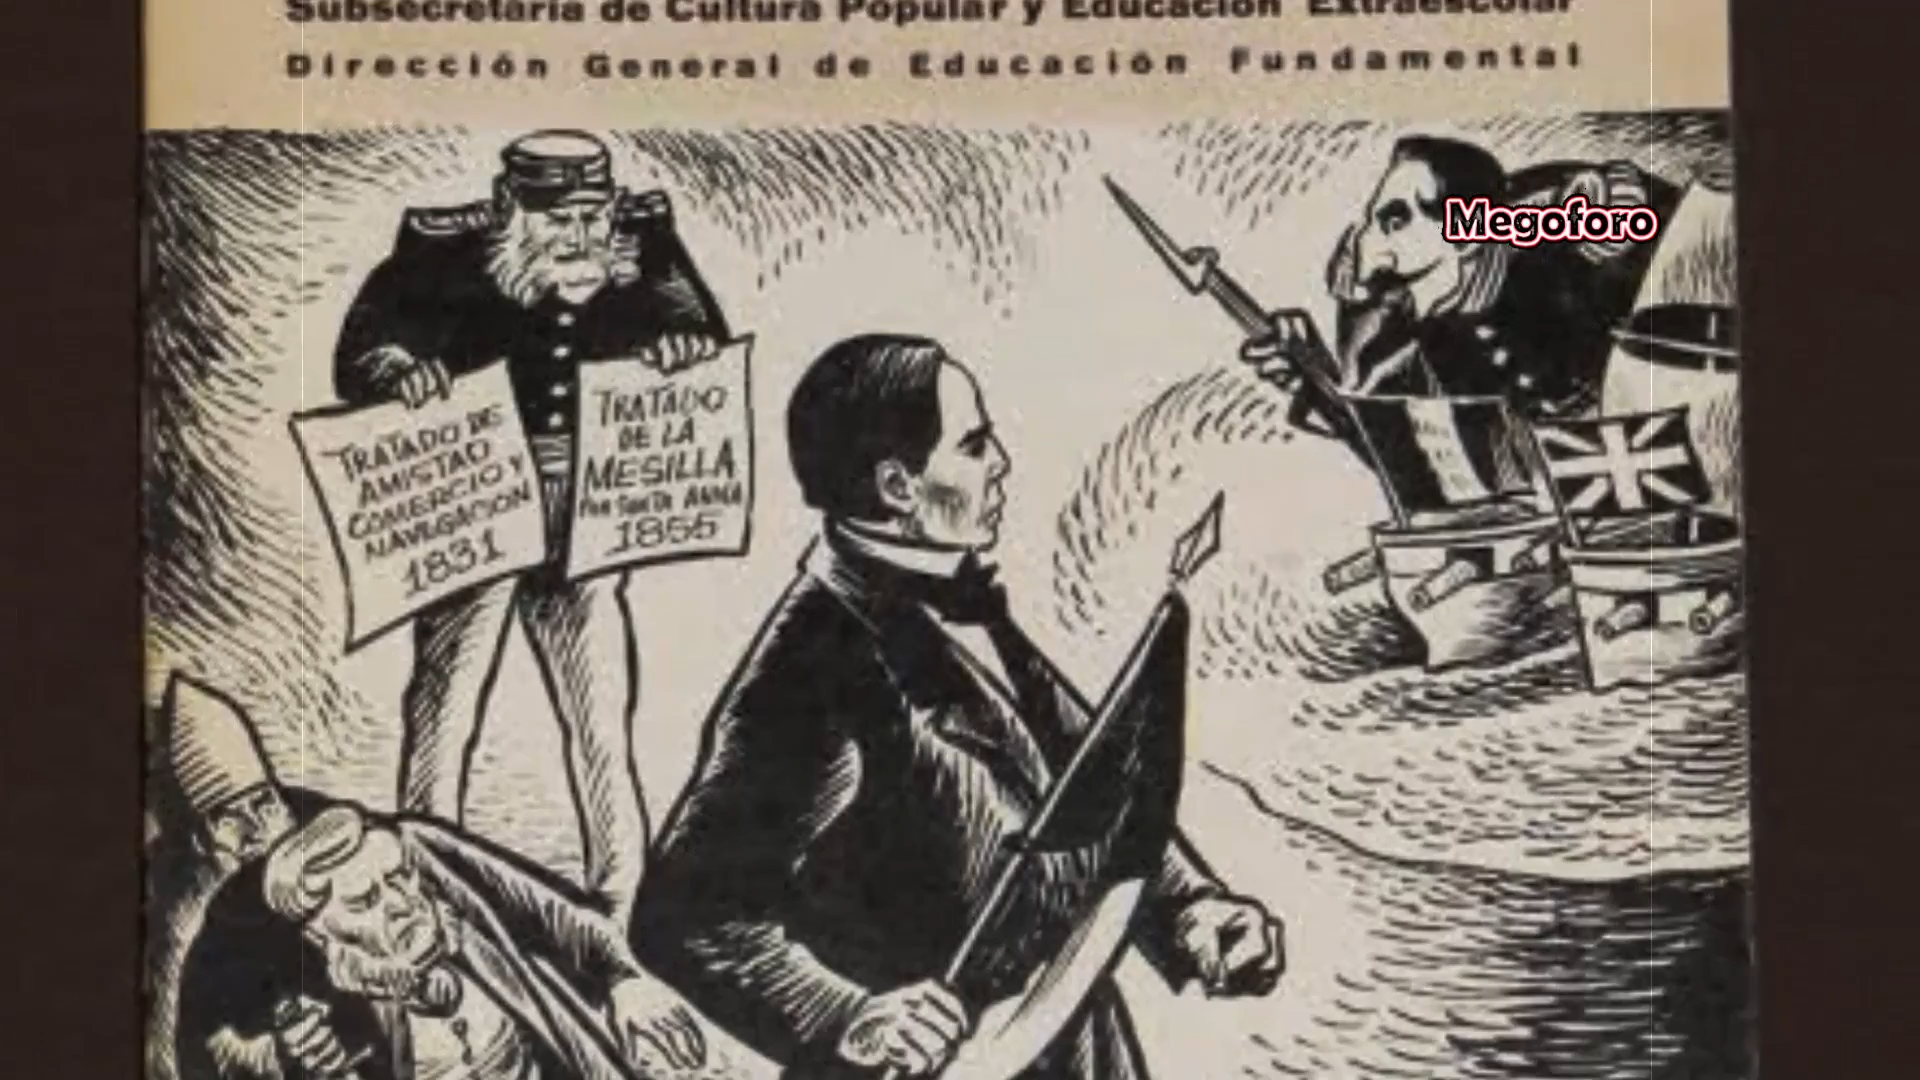 Subsecretaría de Cultura Popular y Educación Extraescolar
Dirección General de Educación Fundamental
Megoforo
TRATADO DE
AMISTAD
COMERCIO Y
NAVEGACION
1831
TRATADO
DE LA
MESILLA
POR SANTA ANNA
1855